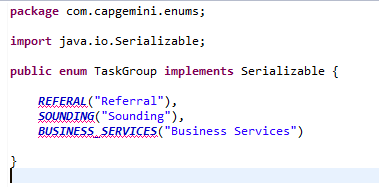 package com.capgemini.enums;
import java.io.Serializable;
public enum TaskGroup implements Serializable {
REFERAL("Referral"),
SOUNDING("Sounding"),
BUSINESS_SERVICES("Business Services")
}